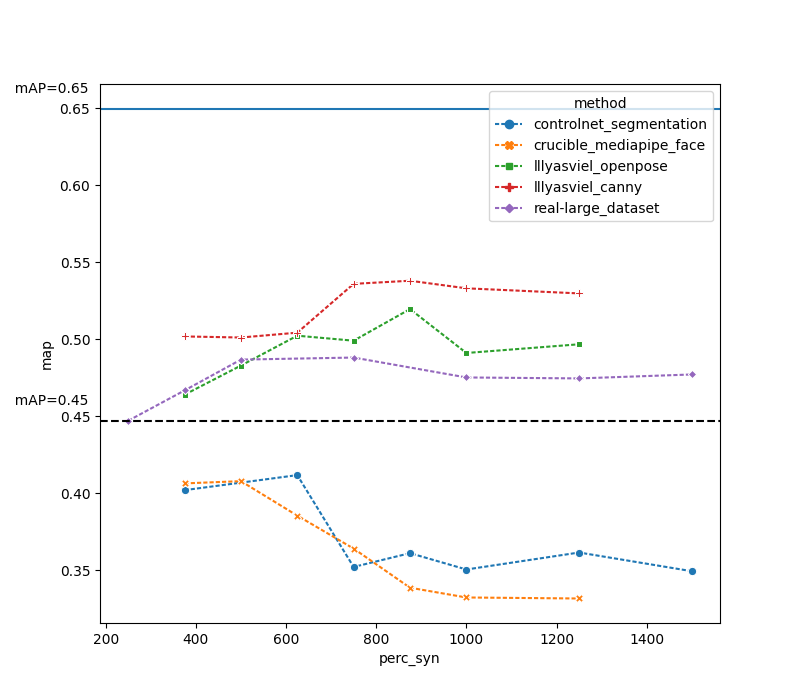 mAP=0.65
0.65
method
controlnet_segmentation
crucible_mediapipe_face
lllyasviel_openpose
lllyasviel_canny
real-large_dataset
0.60
0.55
0.50
map
mAP=0.45
0.45
0.40
0.35
200 400 600 800 1000 1200 1400
perc_syn